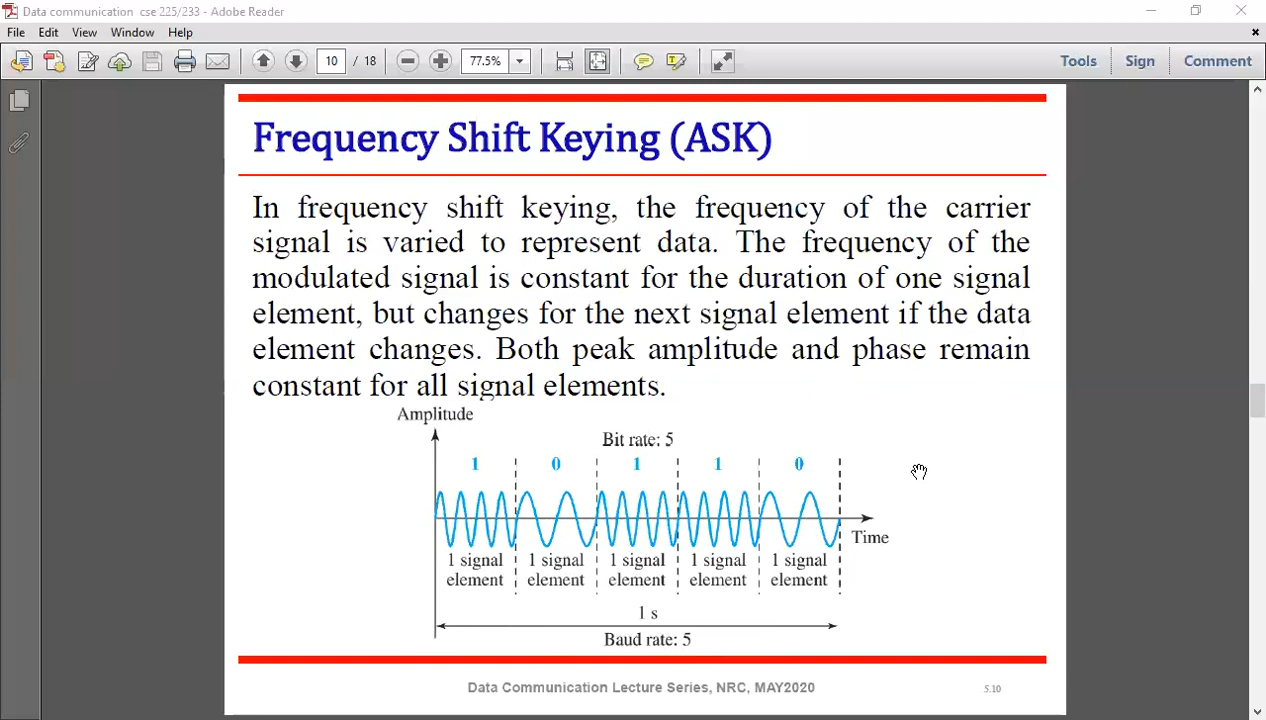 Data communication  cse 225/233 - Adobe Reader
File Edit View Window Help
10 / 18 77.5% Tools Sign Comment
Frequency Shift Keying (ASK)
In frequency shift keying, the frequency of the carrier
signal is varied to represent data. The frequency of the
modulated signal is constant for the duration of one signal
element, but changes for the next signal element if the data
element changes. Both peak amplitude and phase remain
constant for all signal elements.
Amplitude
Bit rate: 5
1 0 1 1 0
Time
1 signal 1 signal 1 signal 1 signal 1 signal
element element element element element
1 s
Baud rate: 5
Data Communication Lecture Series, NRC, MAY2020
5.10